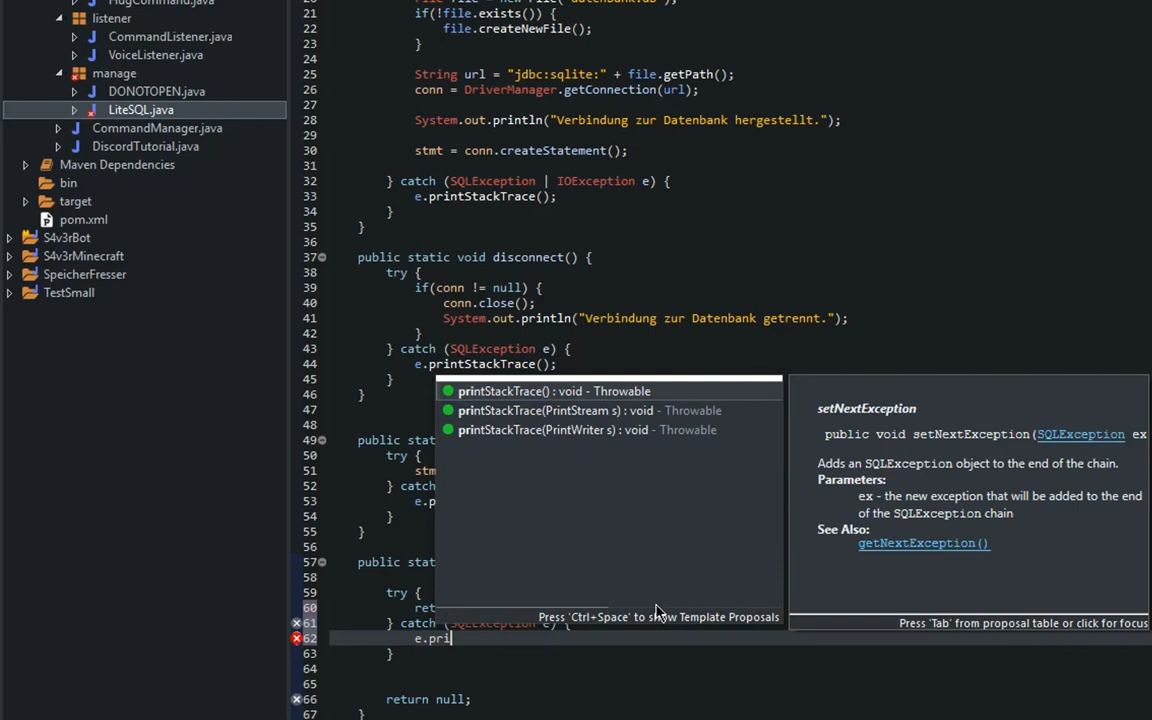 HugCommand.java
listener
CommandListener.java
VoiceListener.java
manage
DONOTOPEN.java
LiteSQL.java
CommandManager.java
DiscordTutorial.java
Maven Dependencies
bin
target
pom.xml
S4v3rBot
S4v3rMinecraft
SpeicherFresser
TestSmall
21 if(!file.exists()) {
22 file.createNewFile();
23 }
24
25 String url = "jdbc:sqlite:" + file.getPath();
26 conn = DriverManager.getConnection(url);
27
28 System.out.println("Verbindung zur Datenbank hergestellt.");
29
30 stmt = conn.createStatement();
31
32 } catch (SQLException | IOException e) {
33 e.printStackTrace();
34 }
35 }
36
37 public static void disconnect() {
38 try {
39 if(conn != null) {
40 conn.close();
41 System.out.println("Verbindung zur Datenbank getrennt.");
42 }
43 } catch (SQLException e) {
44 e.printStackTrace();
45 }
46 }
47
48
49 public stat
50 try {
51 stm
52 } catch
53 e.p
54 }
55 }
56
57 public stat
58
59 try {
60 ret
61 } catch (SQLException e) {
62 e.pri
63 }
64
65
66 return null;
67 }
printStackTrace() : void - Throwable
printStackTrace(PrintStream s) : void - Throwable
printStackTrace(PrintWriter s) : void - Throwable
Press 'Ctrl+Space' to show Template Proposals
setNextException
public void setNextException(SQLException ex
Adds an SQLException object to the end of the chain.
Parameters:
ex - the new exception that will be added to the end
of the SQLException chain
See Also:
getNextException()
Press 'Tab' from proposal table or click for focus